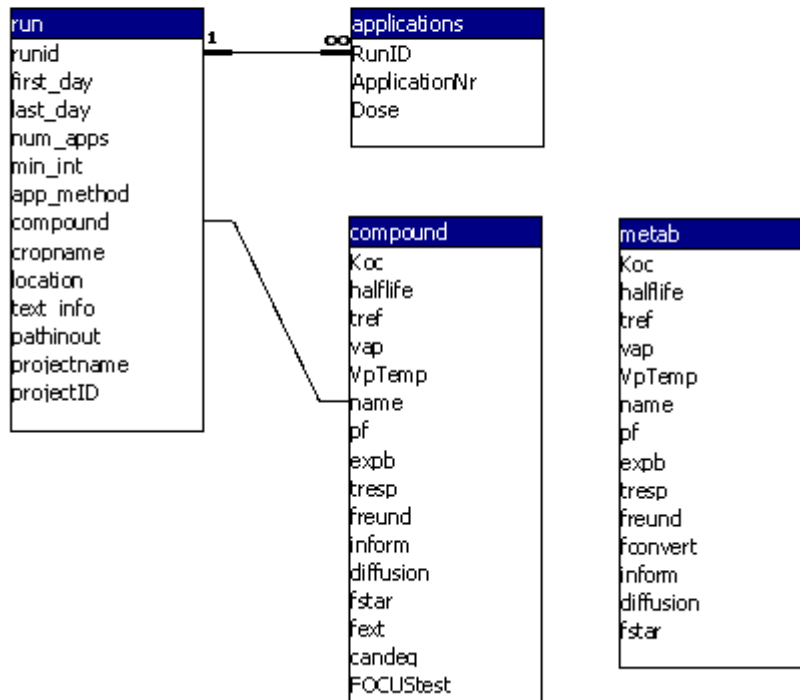 run
runid
first_day
last_day
num_apps
min_int
app_method
compound
cropname
location
text_info
pathinout
projectname
projectID
1
∞
applications
RunID
ApplicationNr
Dose
compound
Koc
halflife
tref
vap
VpTemp
name
pf
expb
tresp
freund
inform
diffusion
fstar
fext
candeg
FOCUStest
metab
Koc
halflife
tref
vap
VpTemp
name
pf
expb
tresp
freund
fconvert
inform
diffusion
fstar